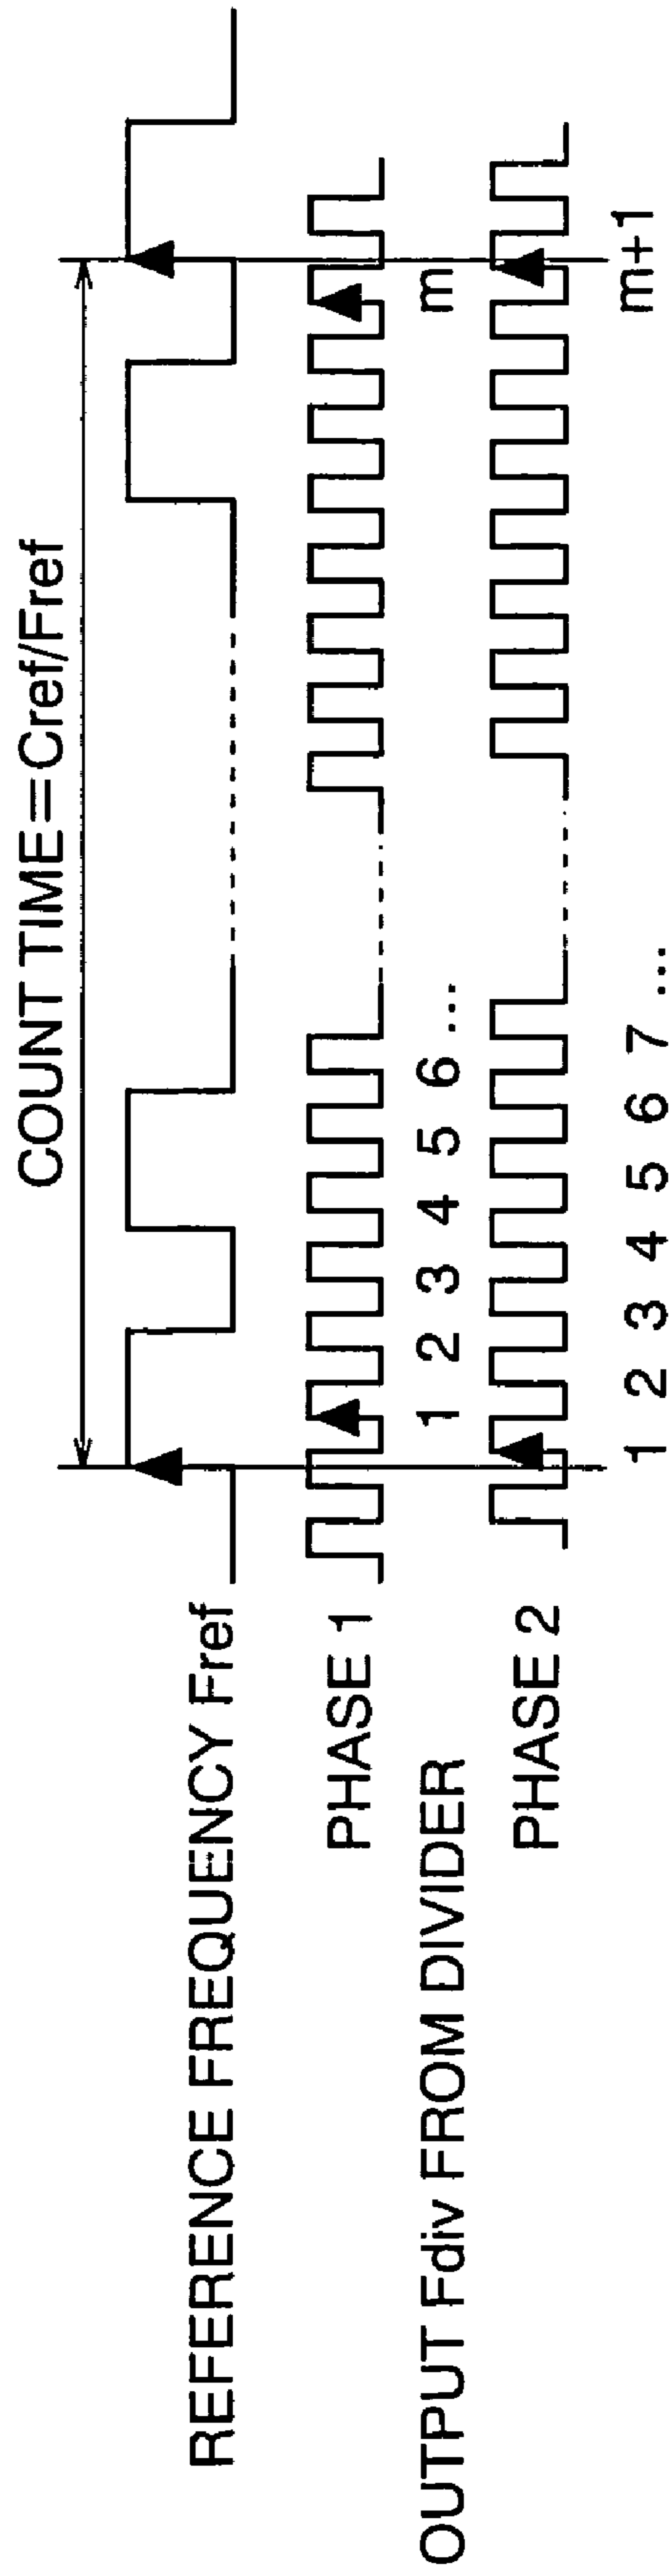 COUNT TIME=Cref/Fref
REFERENCE FREQUENCY Fref
PHASE 1
1 2 3 4 5 6 ... m
OUTPUT Fdiv FROM DIVIDER
PHASE 2
1 2 3 4 5 6 7 ... m+1